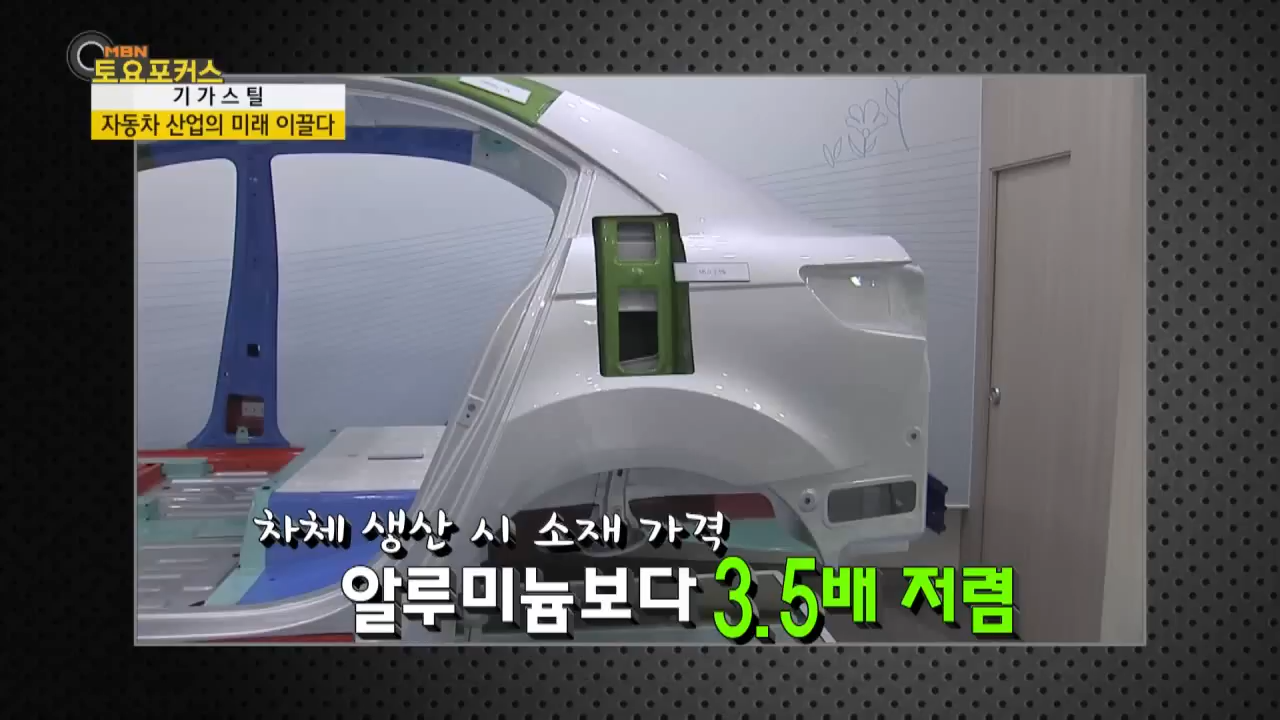 MBN
토요포커스
기가스틸
자동차 산업의 미래 이끌다
차체 생산 시 소재 가격
알루미늄보다 3.5배 저렴